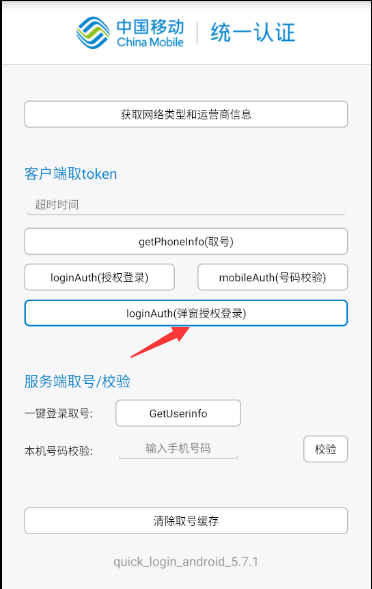 中国移动 统一认证
China Mobile
获取网络类型和运营商信息
客户端取token
超时时间
getPhoneInfo(取号)
loginAuth(授权登录) mobileAuth(号码校验)
loginAuth(弹窗授权登录)
服务端取号/校验
一键登录取号: GetUserinfo
本机号码校验: 输入手机号码 校验
清除取号缓存
quick_login_android_5.7.1